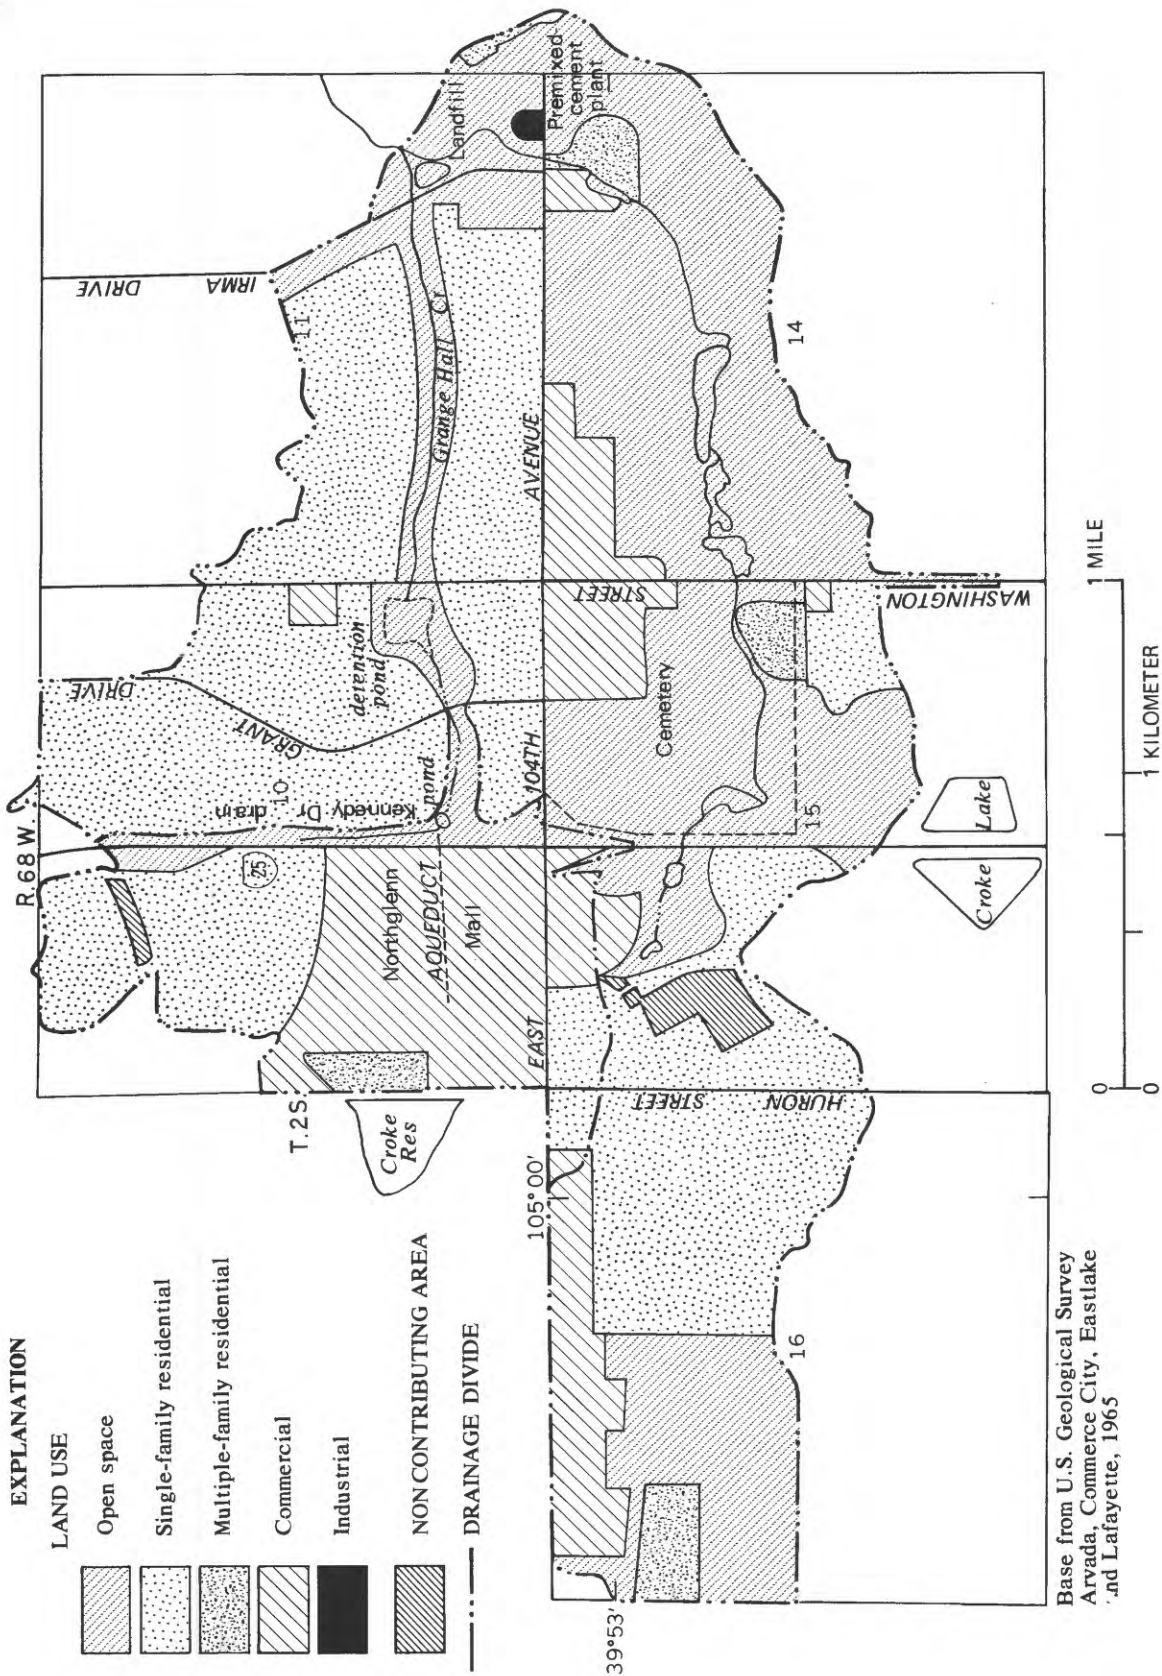 EXPLANATION
LAND USE
Open space
Single-family residential
Multiple-family residential
Commercial
Industrial
NON CONTRIBUTING AREA
DRAINAGE DIVIDE
R.68 W
T.2S
Croke
Res
105° 00'
39°53'
16
HURON
STREET
EAST
104TH
AVENUE
Northglenn
Mall
AQUEDUCT
25
10
Kennedy Dr
drain
pond
GRANT
DRIVE
detention
pond
Grange Hall Cr
11
IRMA
DRIVE
Landfill
Premixed
cement
plant
14
STREET
WASHINGTON
Cemetery
15
Croke
Lake
0
1 MILE
0
1 KILOMETER
Base from U.S. Geological Survey
Arvada, Commerce City, Eastlake
and Lafayette, 1965